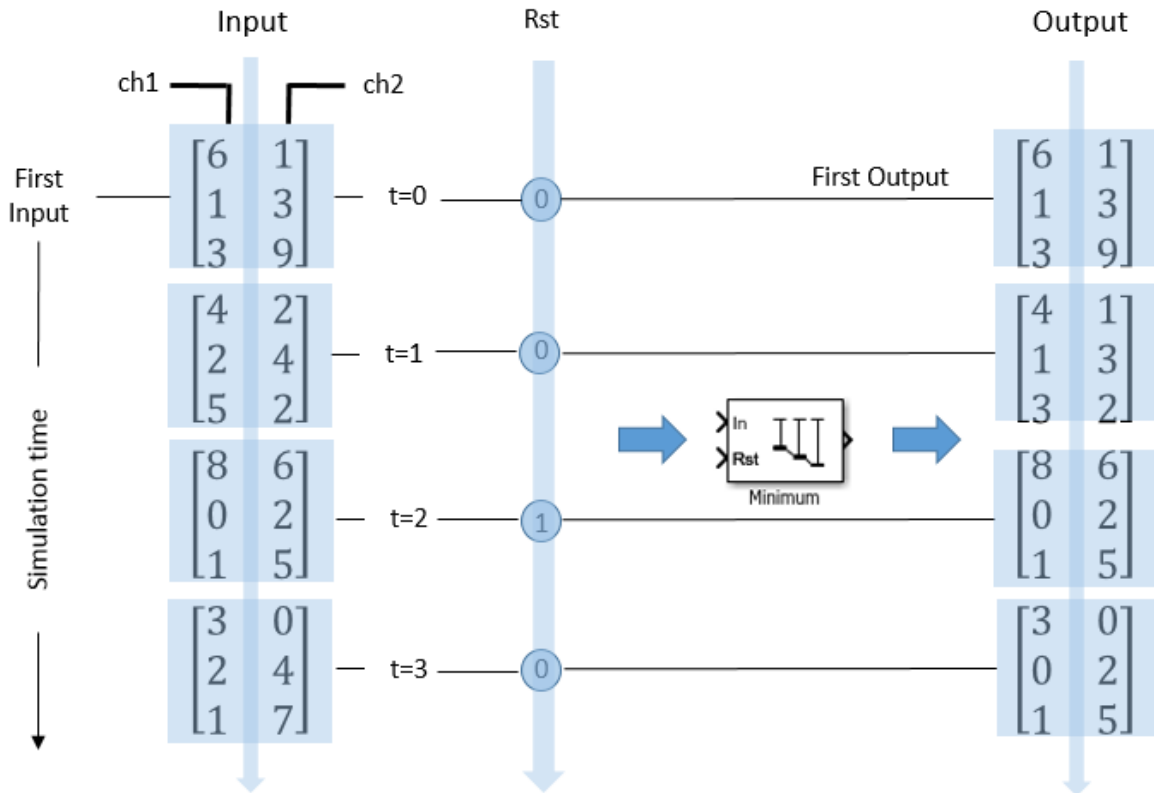 Input Rst Output
ch1 ch2
[6 1] [6 1]
First Input t=0 0 First Output
[1 3] [1 3]
[3 9] [3 9]
[4 2] [4 1]
[2 4] t=1 0 [1 3]
[5 2] [3 2]
Simulation time
In
Rst
Minimum
[8 6] [8 6]
[0 2] t=2 1 [0 2]
[1 5] [1 5]
[3 0] [3 0]
[2 4] t=3 0 [0 2]
[1 7] [1 5]